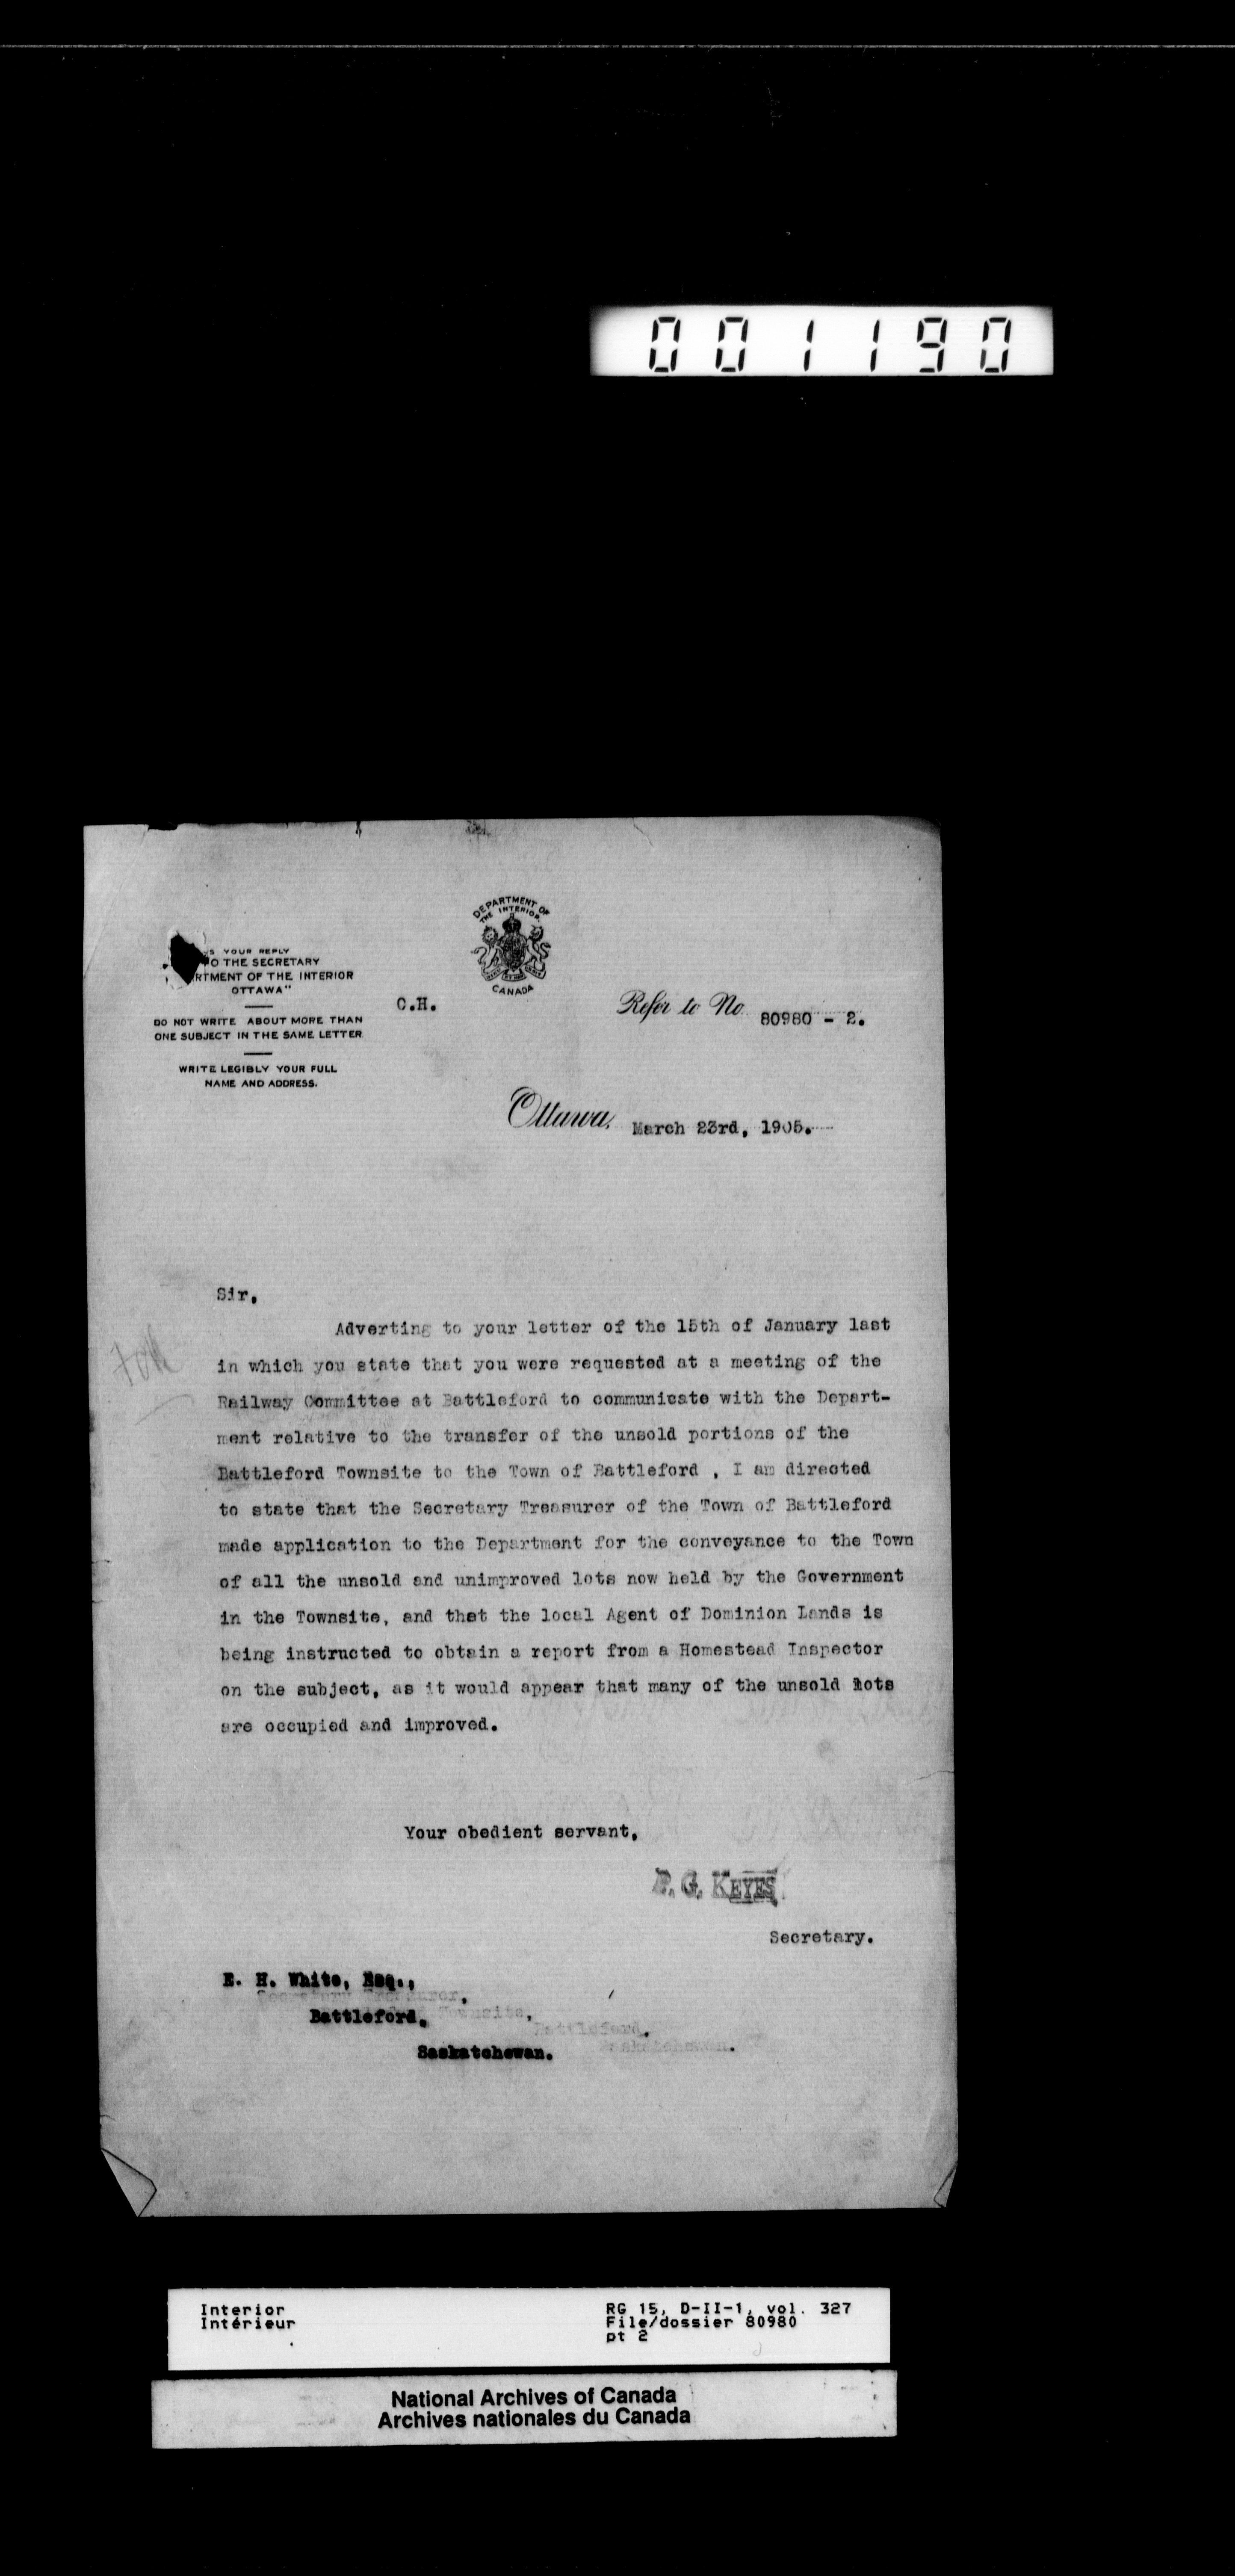 001190
DEPARTMENT OF
THE INTERIOR.
CANADA
YOUR REPLY
TO THE SECRETARY
RTMENT OF THE INTERIOR
OTTAWA"
DO NOT WRITE ABOUT MORE THAN
ONE SUBJECT IN THE SAME LETTER
WRITE LEGIBLY YOUR FULL
NAME AND ADDRESS.
C.H.
Refer to No 80980 - 2.
Ottawa, March 23rd, 1905.
Sir,
Adverting to your letter of the 15th of January last
in which you state that you were requested at a meeting of the
Railway Committee at Battleford to communicate with the Depart-
ment relative to the transfer of the unsold portions of the
Battleford Townsite to the Town of Battleford , I am directed
to state that the Secretary Treasurer of the Town of Battleford
made application to the Department for the conveyance to the Town
of all the unsold and unimproved lots now held by the Government
in the Townsite, and that the local Agent of Dominion Lands is
being instructed to obtain a report from a Homestead Inspector
on the subject, as it would appear that many of the unsold lots
are occupied and improved.
Your obedient servant,
P. G. KEYES
Secretary.
E. H. White, Esq.,
Secretary Treasurer,
Battleford,
Townsite,
Battleford,
Saskatchewan.
Saskatchewan.
Interior
Intérieur
RG 15, D-II-1, vol. 327
File/dossier 80980
pt 2
National Archives of Canada
Archives nationales du Canada